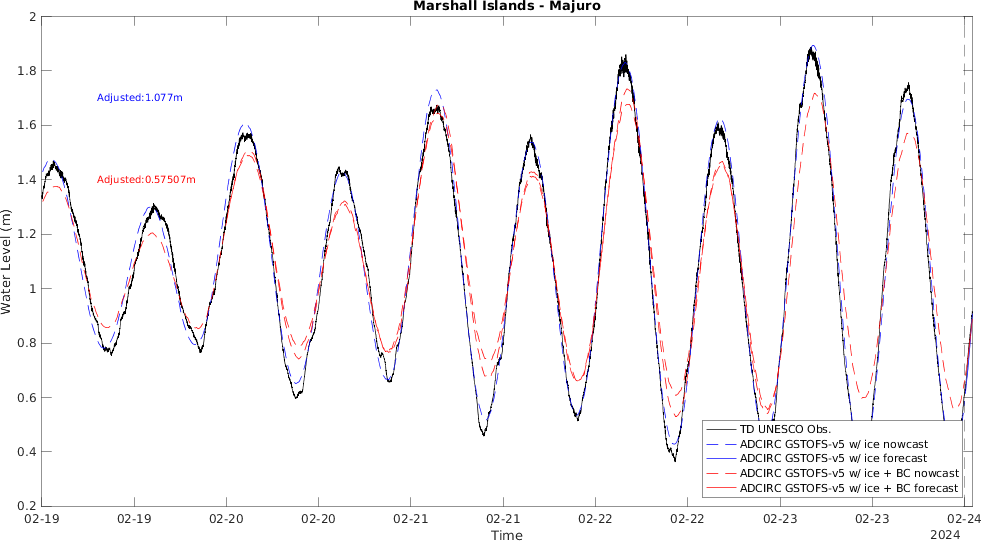 Marshall Islands - Majuro
2
1.8
1.6
1.4
1.2
1
0.8
0.6
0.4
0.2
Water Level (m)
Adjusted:1.077m
Adjusted:0.57507m
TD UNESCO Obs.
ADCIRC GSTOFS-v5 w/ ice nowcast
ADCIRC GSTOFS-v5 w/ ice forecast
ADCIRC GSTOFS-v5 w/ ice + BC nowcast
ADCIRC GSTOFS-v5 w/ ice + BC forecast
02-19 02-19 02-20 02-20 02-21 02-21 02-22 02-22 02-23 02-23 02-24
Time
2024